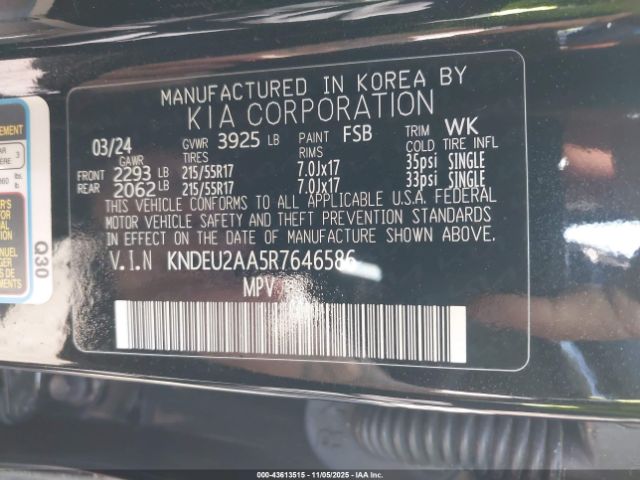 MANUFACTURED IN KOREA BY
KIA CORPORATION
03/24 GVWR 3925 LB PAINT FSB TRIM WK
GAWR TIRES RIMS COLD TIRE INFL
FRONT 2293 LB 215/55R17 7.0Jx17 35psi SINGLE
REAR 2062 LB 215/55R17 7.0Jx17 33psi SINGLE
THIS VEHICLE CONFORMS TO ALL APPLICABLE U.S.A. FEDERAL
MOTOR VEHICLE SAFETY AND THEFT PREVENTION STANDARDS
IN EFFECT ON THE DATE OF MANUFACTURE SHOWN ABOVE.
V.I.N KNDEU2AA5R7646586
MPV
Q30
000-43613515 - 11/05/2025 - IAAI.COM